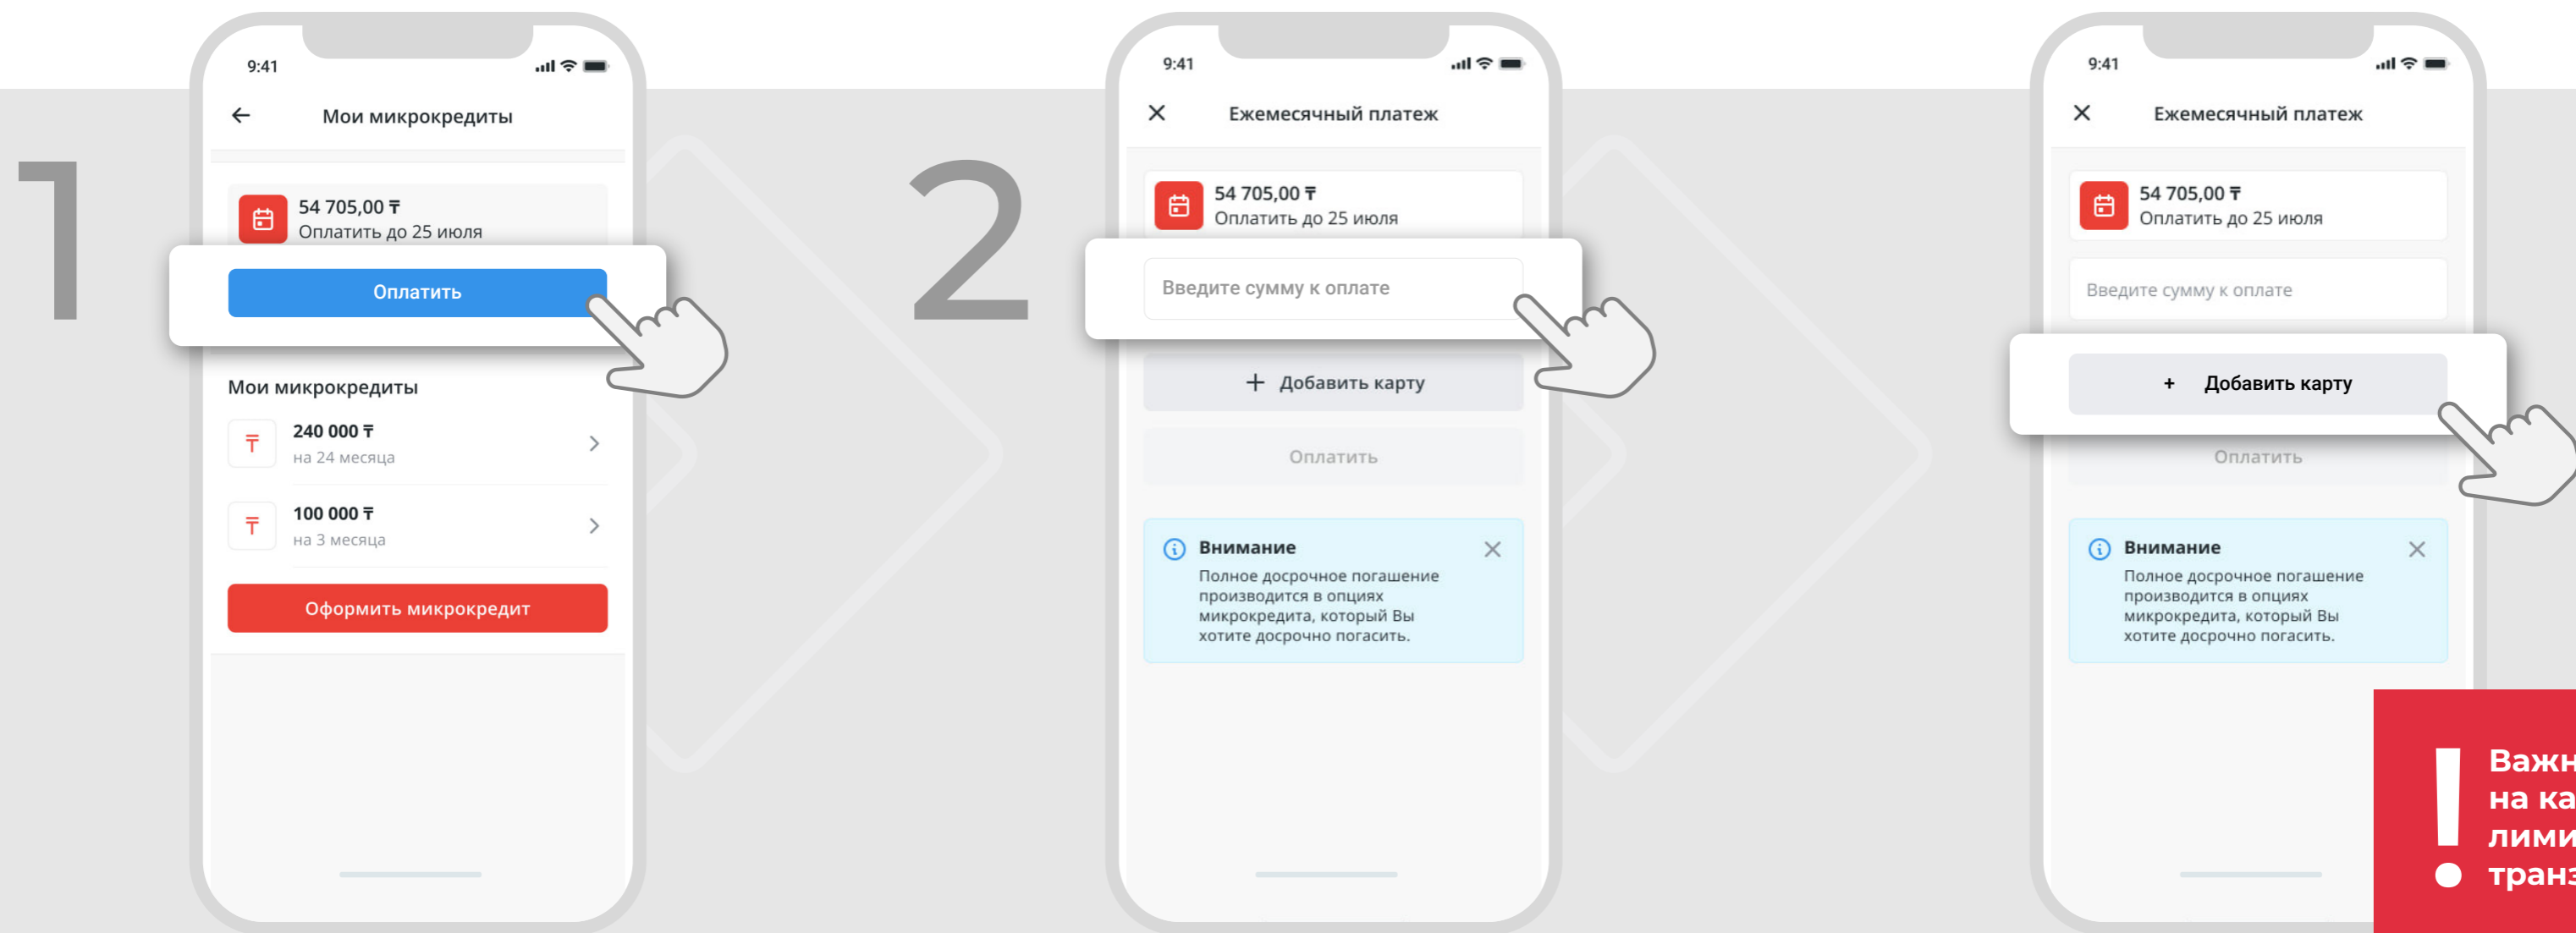 1
9:41
Мои микрокредиты
54 705,00 ₸
Оплатить до 25 июля
Оплатить
Мои микрокредиты
240 000 ₸
на 24 месяца
100 000 ₸
на 3 месяца
Оформить микрокредит
2
9:41
Ежемесячный платеж
54 705,00 ₸
Оплатить до 25 июля
Введите сумму к оплате
+ Добавить карту
Оплатить
Внимание
Полное досрочное погашение
производится в опциях
микрокредита, который Вы
хотите досрочно погасить.
9:41
Ежемесячный платеж
54 705,00 ₸
Оплатить до 25 июля
Введите сумму к оплате
+ Добавить карту
Оплатить
Внимание
Полное досрочное погашение
производится в опциях
микрокредита, который Вы
хотите досрочно погасить.
!
на